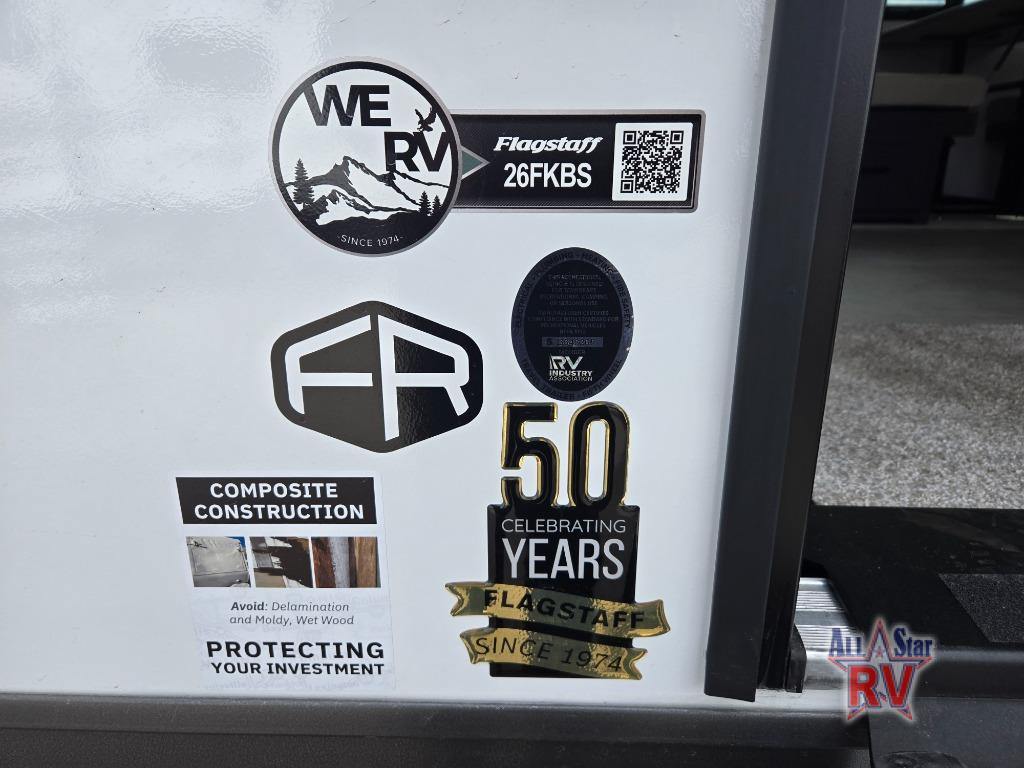 WE
RV
-SINCE 1974-
Flagstaff
26FKBS
RV
INDUSTRY
ASSOCIATION
FR
50
CELEBRATING
YEARS
FLAGSTAFF
SINCE 1974
COMPOSITE
CONSTRUCTION
Avoid: Delamination
and Moldy, Wet Wood
PROTECTING
YOUR INVESTMENT
All Star
RV